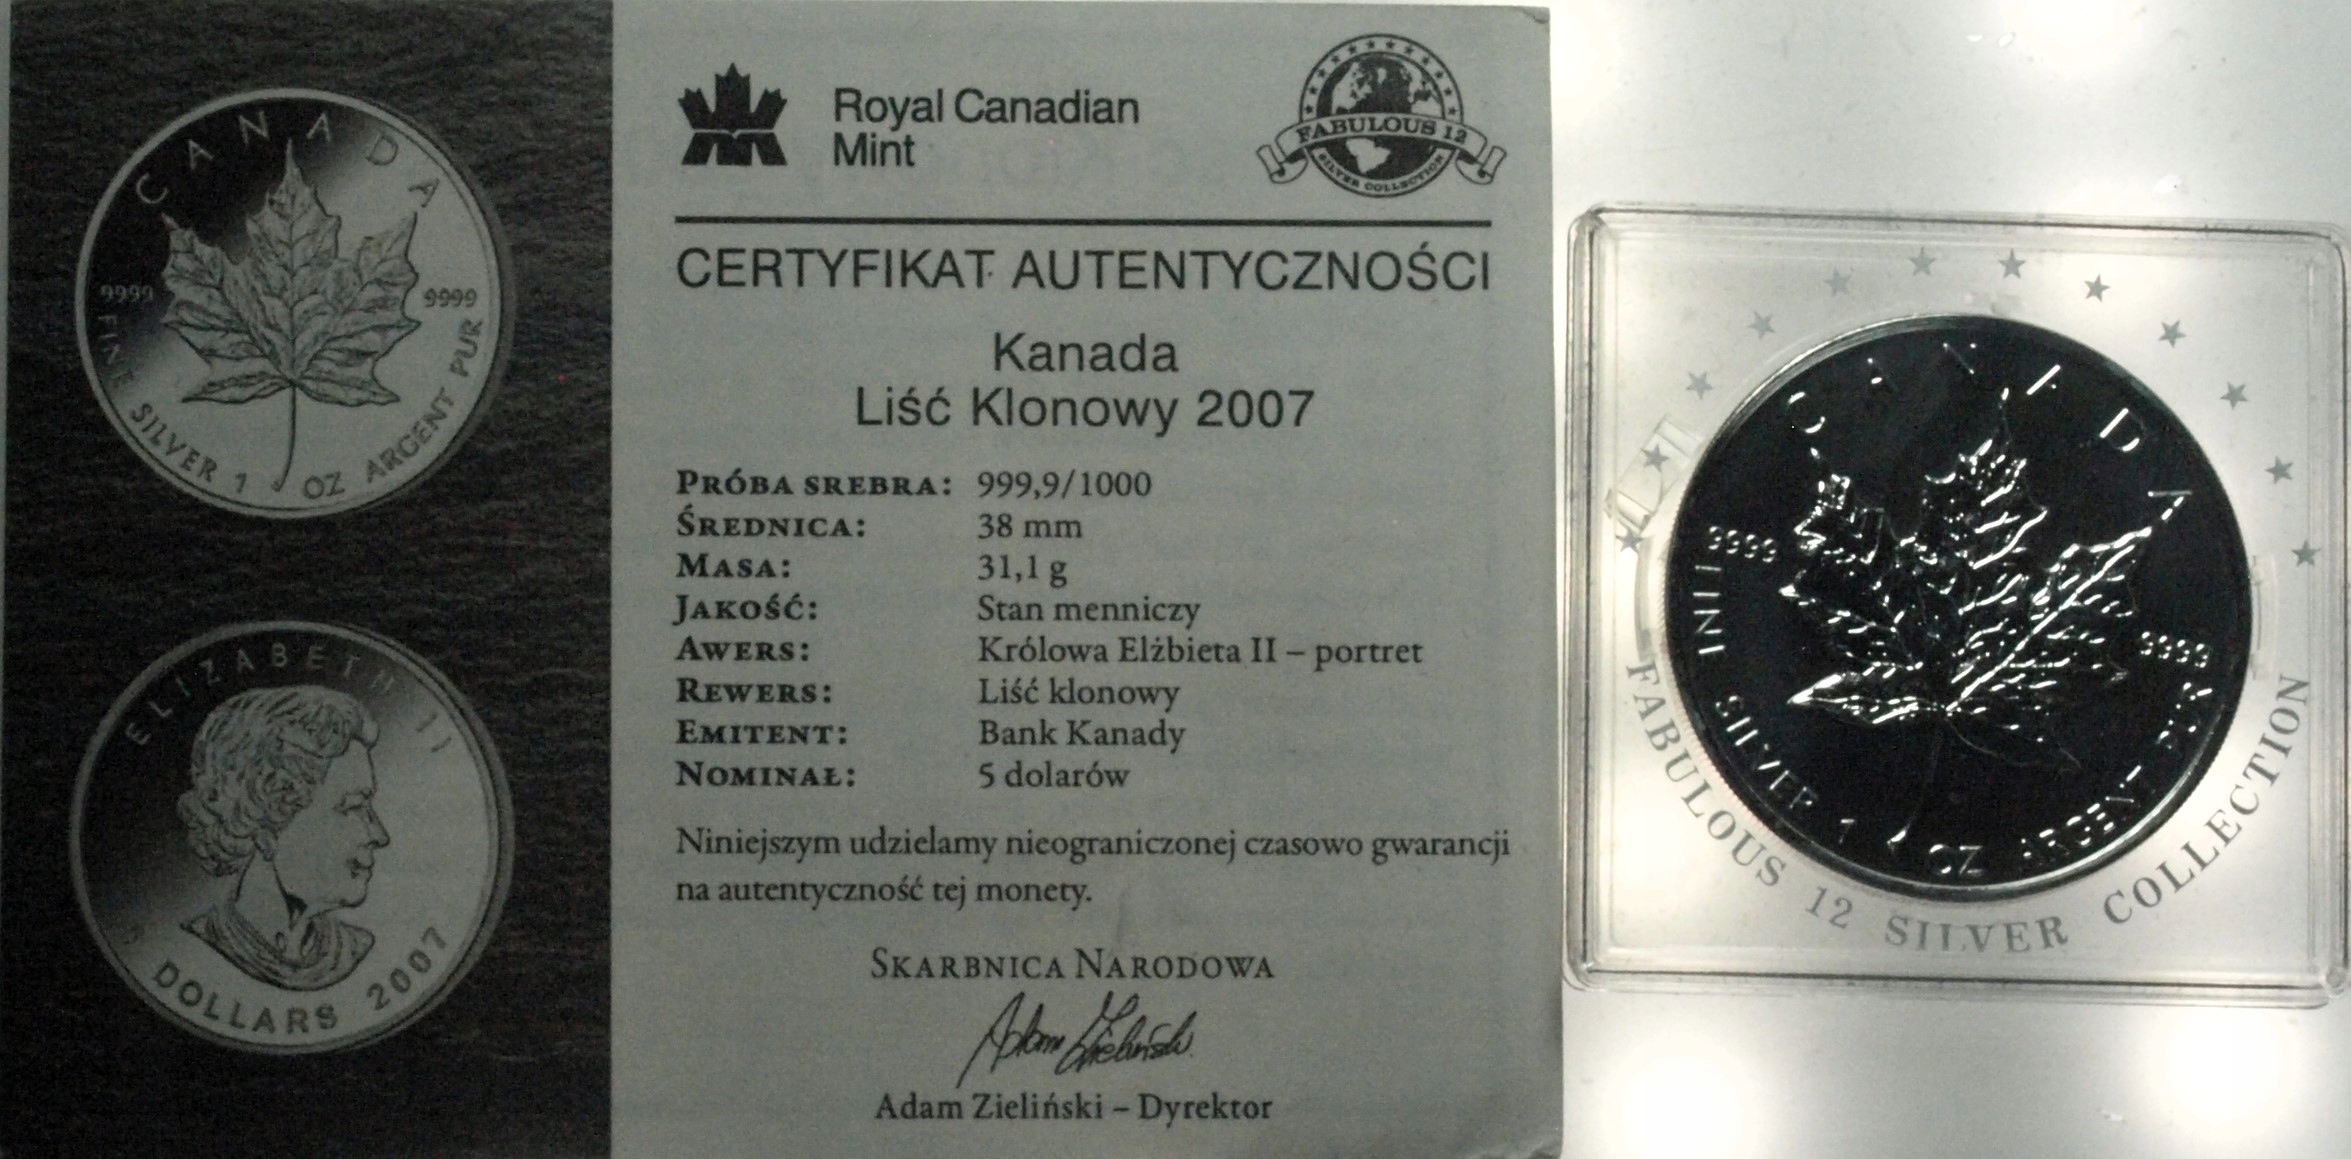 CANADA
9999
9999
FINE SILVER 1 OZ ARGENT PUR
ELIZABETH II
DOLLARS 2007
Royal Canadian
Mint
FABULOUS 12
SILVER COLLECTION
CERTYFIKAT AUTENTYCZNOŚCI
Kanada
Liść Klonowy 2007
PRÓBA SREBRA: 999,9/1000
ŚREDNICA: 38 mm
MASA: 31,1 g
JAKOŚĆ: Stan menniczy
AWERS: Królowa Elżbieta II – portret
REWERS: Liść klonowy
EMITENT: Bank Kanady
NOMINAŁ: 5 dolarów
Niniejszym udzielamy nieograniczonej czasowo gwarancji
na autentyczność tej monety.
SKARBNICA NARODOWA
Adam Zieliński
Adam Zieliński – Dyrektor
CANADA
9999
9999
FINE SILVER 1 OZ ARGENT PUR
FABULOUS 12 SILVER COLLECTION